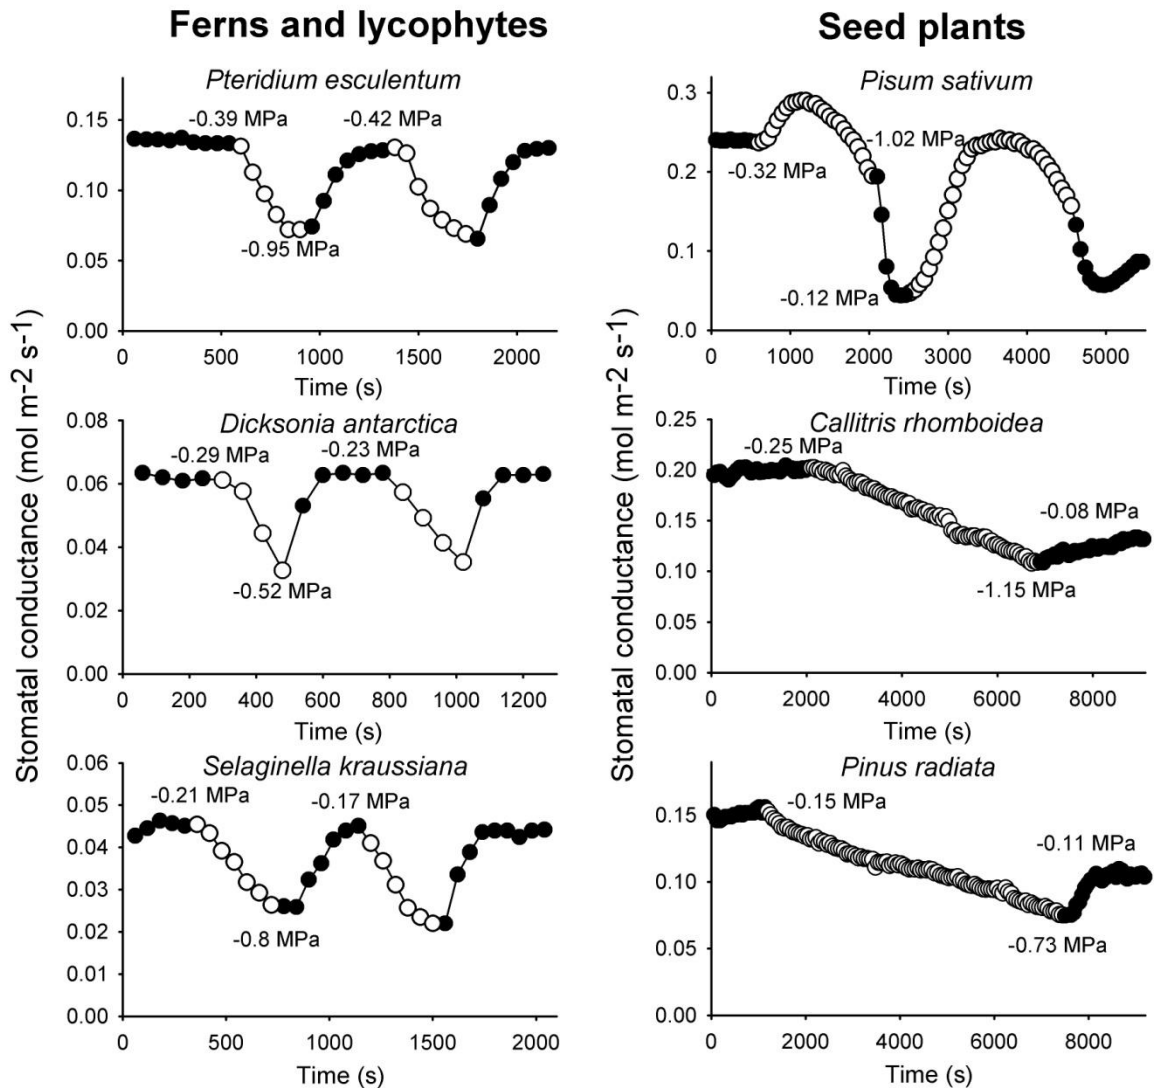 Ferns and lycophytes
Seed plants
Stomatal conductance (mol m-2 s-1)
Pteridium esculentum
0.15
0.10
0.05
0.00
-0.39 MPa
-0.42 MPa
-0.95 MPa
0 500 1000 1500 2000
Time (s)
Dicksonia antarctica
0.08
0.06
0.04
0.02
0.00
-0.29 MPa
-0.23 MPa
-0.52 MPa
0 200 400 600 800 1000 1200
Time (s)
Selaginella kraussiana
0.06
0.05
0.04
0.03
0.02
0.01
0.00
-0.21 MPa
-0.17 MPa
-0.8 MPa
0 500 1000 1500 2000
Time (s)
Stomatal conductance (mol m-2 s-1)
Pisum sativum
0.3
0.2
0.1
0.0
-0.32 MPa
-1.02 MPa
-0.12 MPa
0 1000 2000 3000 4000 5000
Time (s)
Callitris rhomboidea
0.25
0.20
0.15
0.10
0.05
0.00
-0.25 MPa
-0.08 MPa
-1.15 MPa
0 2000 4000 6000 8000
Time (s)
Pinus radiata
0.15
0.10
0.05
0.00
-0.15 MPa
-0.11 MPa
-0.73 MPa
0 2000 4000 6000 8000
Time (s)